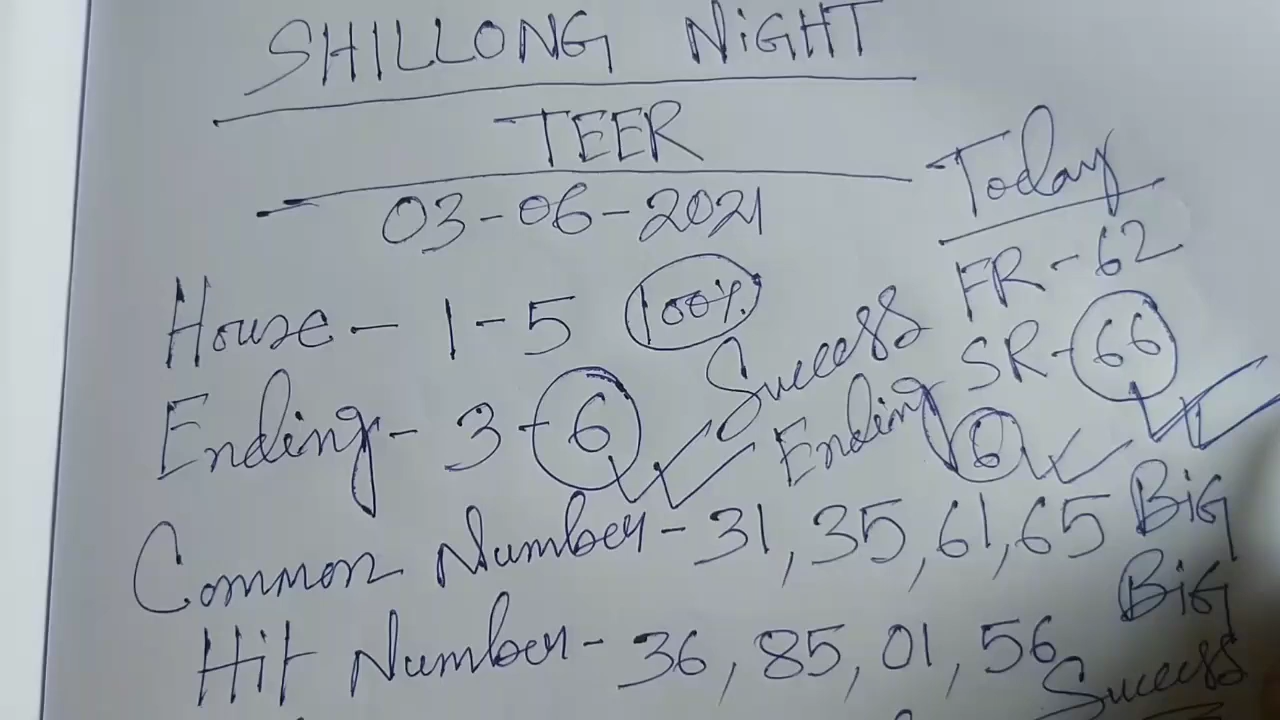 SHILLONG NiGHT
TEER
03-06-2021
Today
FR-62
SR-66
House - 1-5 100% Success
Ending - 3-6 Ending 6
Common Number - 31, 35, 61, 65 BiG
Hit Number - 36, 85, 01, 56 BiG
Success